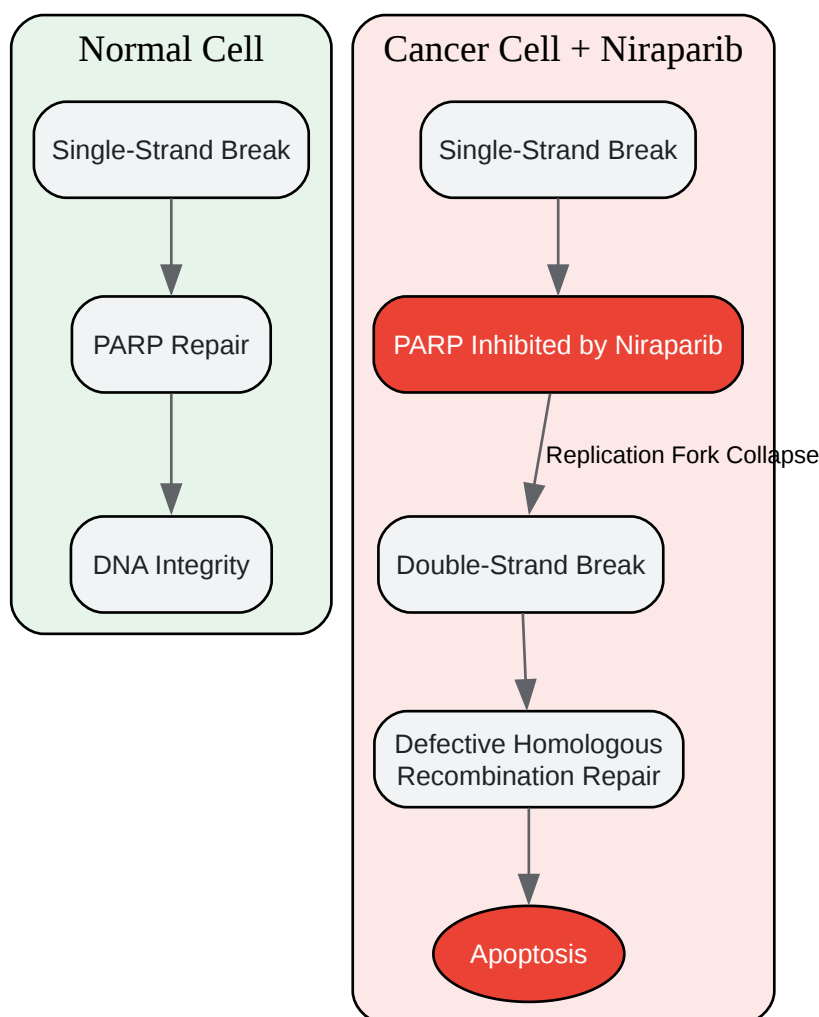 Normal Cell
Single-Strand Break
PARP Repair
DNA Integrity
Cancer Cell + Niraparib
Single-Strand Break
PARP Inhibited by Niraparib
Replication Fork Collapse
Double-Strand Break
Defective Homologous
Recombination Repair
Apoptosis